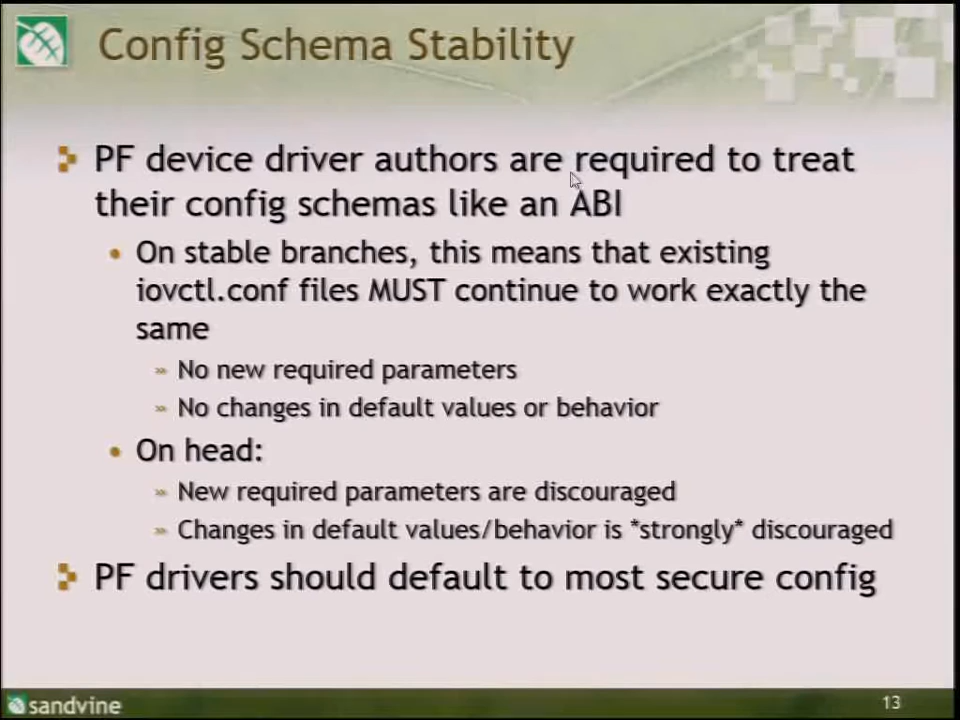 Config Schema Stability
PF device driver authors are required to treat
their config schemas like an ABI
• On stable branches, this means that existing
iovctl.conf files MUST continue to work exactly the
same
» No new required parameters
» No changes in default values or behavior
• On head:
» New required parameters are discouraged
» Changes in default values/behavior is *strongly* discouraged
PF drivers should default to most secure config
sandvine
13